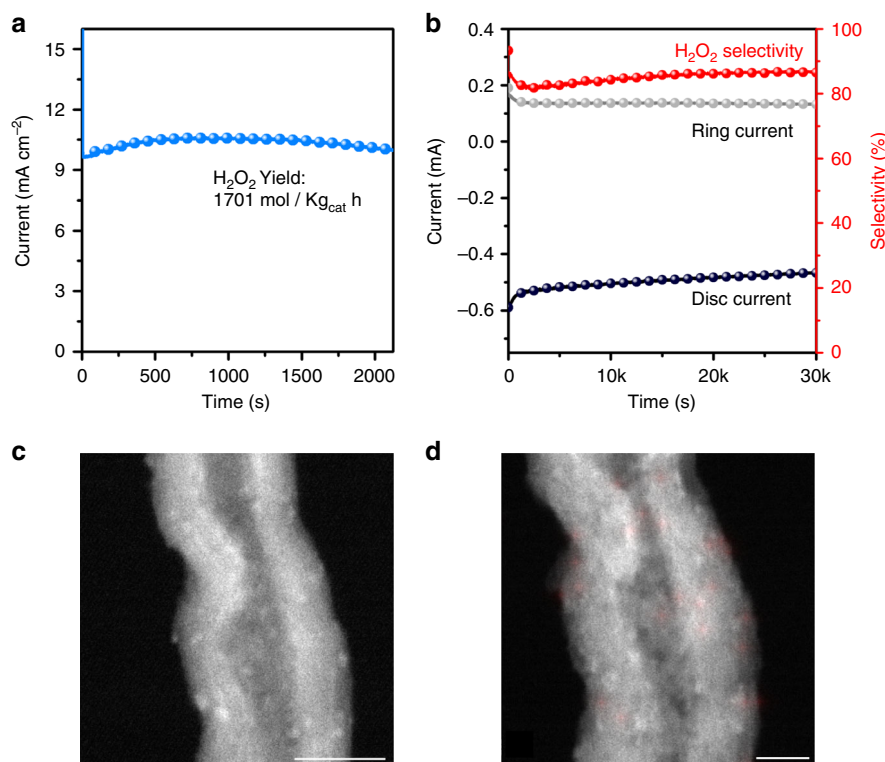 a
15
12
9
6
3
0
Current (mA cm⁻²)
H₂O₂ Yield:
1701 mol / Kg_cat h
0 500 1000 1500 2000
Time (s)
b
0.4
0.2
0.0
–0.2
–0.4
–0.6
Current (mA)
H₂O₂ selectivity
Ring current
Disc current
100
80
60
40
20
0
Selectivity (%)
0 10k 20k 30k
Time (s)
c
d